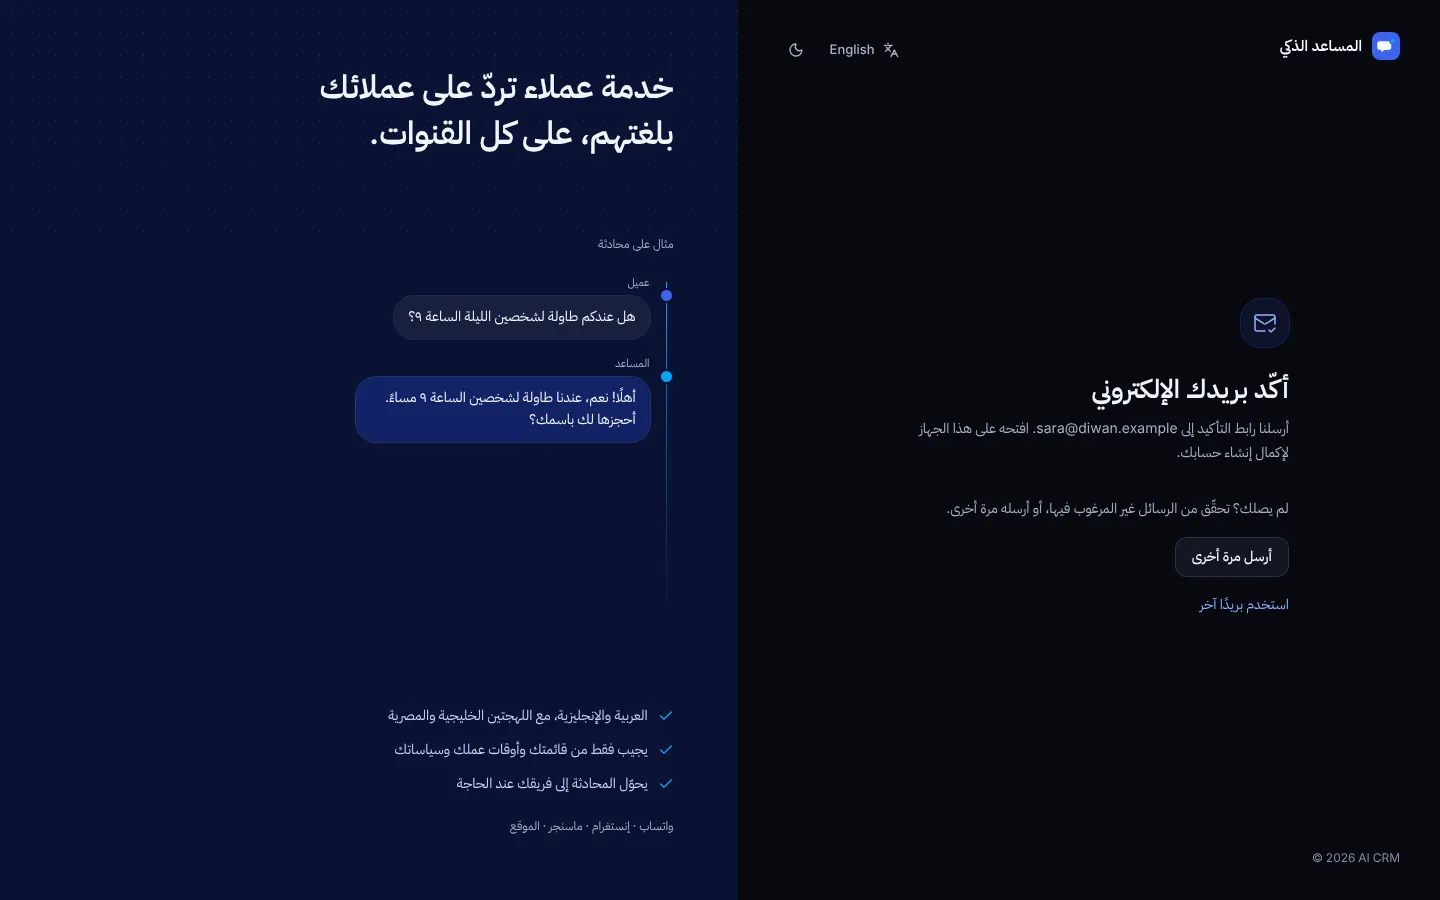 المساعد الذكي
English
أكّد بريدك الإلكتروني
أرسلنا رابط التأكيد إلى sara@diwan.example. افتحه على هذا الجهاز
لإكمال إنشاء حسابك.
لم يصلك؟ تحقّق من الرسائل غير المرغوب فيها، أو أرسله مرة أخرى.
أرسل مرة أخرى
استخدم بريدًا آخر
© 2026 AI CRM
خدمة عملاء تردّ على عملائك
بلغتهم، على كل القنوات.
مثال على محادثة
عميل
هل عندكم طاولة لشخصين الليلة الساعة ٩؟
المساعد
أهلًا! نعم، عندنا طاولة لشخصين الساعة ٩ مساءً.
أحجزها لك باسمك؟
العربية والإنجليزية، مع اللهجتين الخليجية والمصرية
يجيب فقط من قائمتك وأوقات عملك وسياساتك
يحوّل المحادثة إلى فريقك عند الحاجة
واتساب · إنستغرام · ماسنجر · الموقع